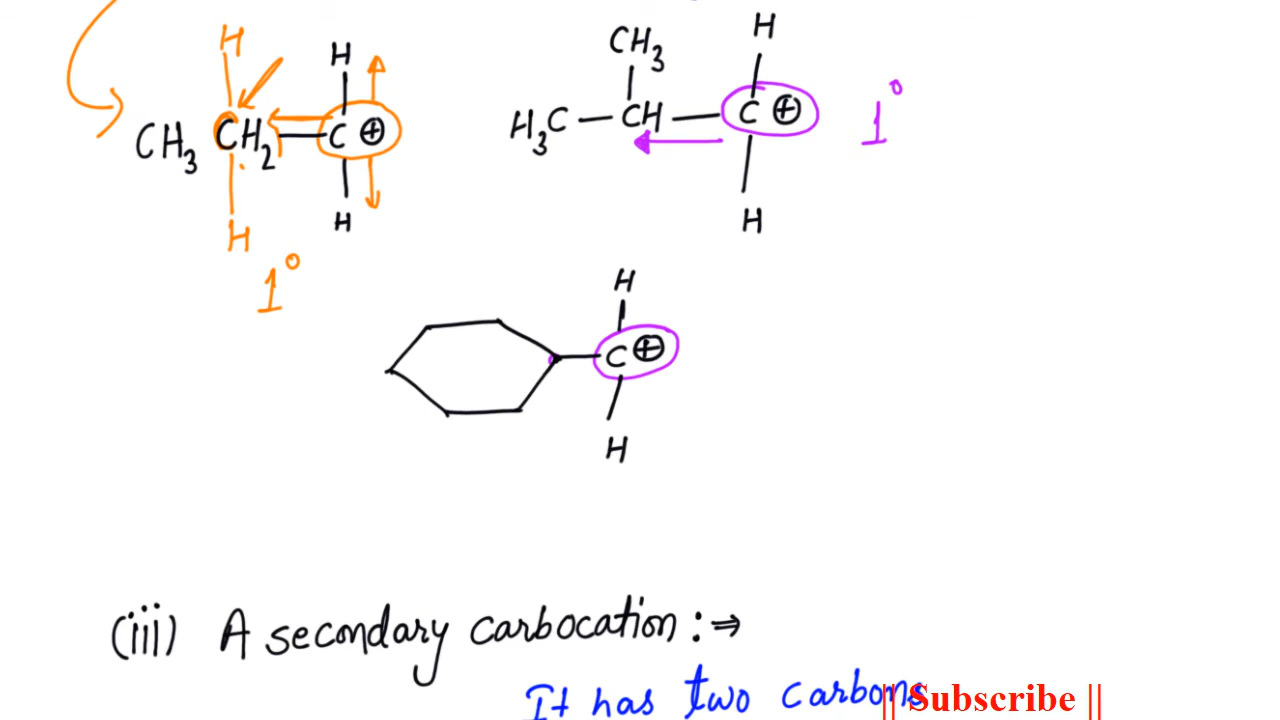 H
H
CH3
H
CH3 CH2 — C ⊕
H3C — CH — C ⊕
1°
H
H
H
1°
H
C ⊕
H
(iii) A secondary carbocation :⇒
It has two carbons
|| Subscribe ||